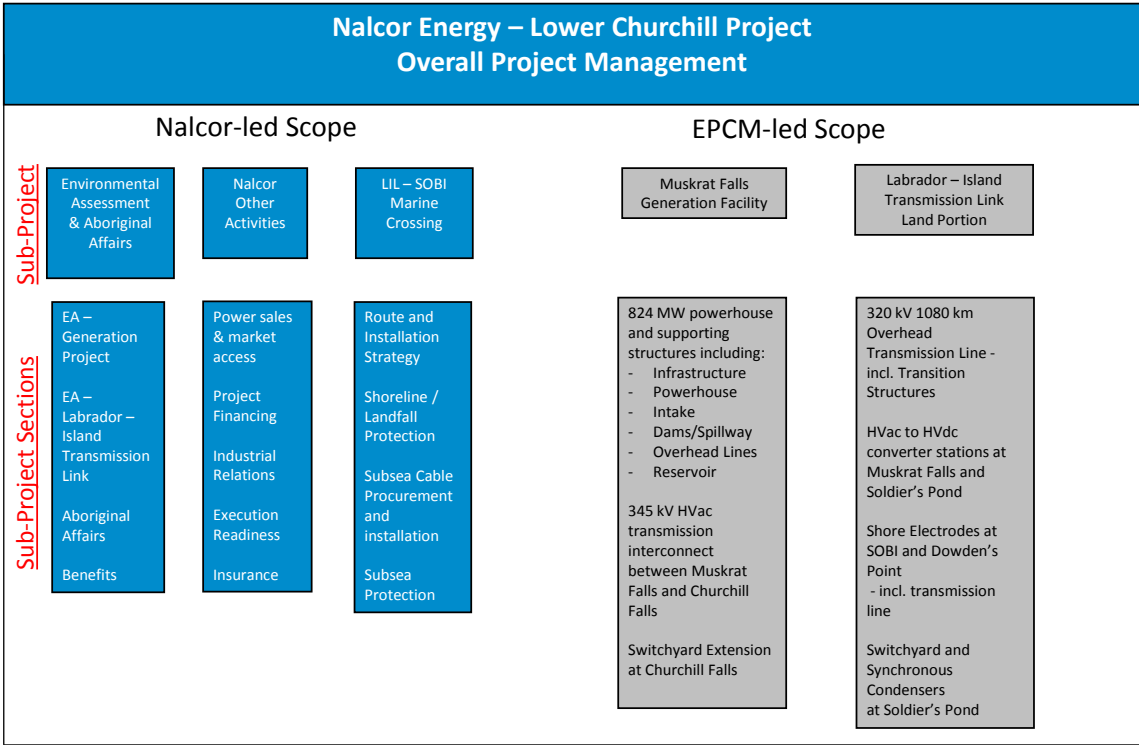 Nalcor Energy – Lower Churchill Project
Overall Project Management
Nalcor-led Scope
EPCM-led Scope
Sub-Project
Environmental
Assessment
& Aboriginal
Affairs
Nalcor
Other
Activities
LIL – SOBI
Marine
Crossing
Muskrat Falls
Generation Facility
Labrador – Island
Transmission Link
Land Portion
Sub-Project Sections
EA –
Generation
Project
EA –
Labrador –
Island
Transmission
Link
Aboriginal
Affairs
Benefits
Power sales
& market
access
Project
Financing
Industrial
Relations
Execution
Readiness
Insurance
Route and
Installation
Strategy
Shoreline /
Landfall
Protection
Subsea Cable
Procurement
and
installation
Subsea
Protection
824 MW powerhouse
and supporting
structures including:
- Infrastructure
- Powerhouse
- Intake
- Dams/Spillway
- Overhead Lines
- Reservoir
345 kV HVac
transmission
interconnect
between Muskrat
Falls and Churchill
Falls
Switchyard Extension
at Churchill Falls
320 kV 1080 km
Overhead
Transmission Line -
incl. Transition
Structures
HVac to HVdc
converter stations at
Muskrat Falls and
Soldier's Pond
Shore Electrodes at
SOBI and Dowden's
Point
- incl. transmission
line
Switchyard and
Synchronous
Condensers
at Soldier's Pond